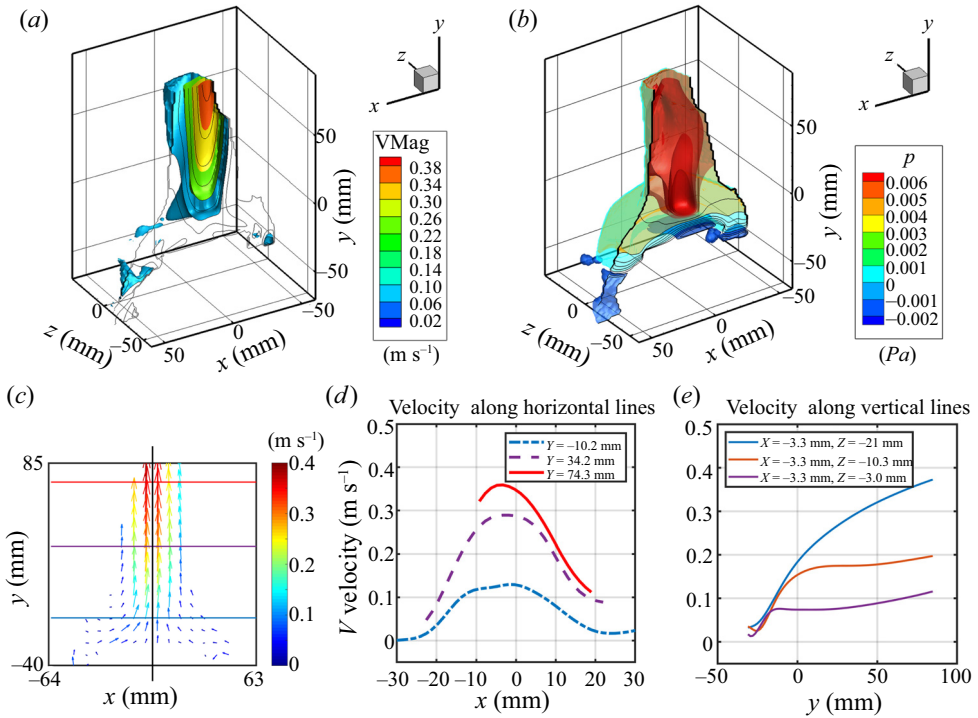 (a)
y
z
x
50
0
−50
y (mm)
VMag
0.38
0.34
0.30
0.26
0.22
0.18
0.14
0.10
0.06
0.02
(m s⁻¹)
0
−50
z (mm)
50
0
−50
x (mm)
(b)
y
z
x
50
0
−50
y (mm)
p
0.006
0.005
0.004
0.003
0.002
0.002
0.001
0
−0.001
−0.002
(Pa)
0
−50
z (mm)
50
0
−50
x (mm)
(c)
(m s⁻¹)
0.4
0.3
0.2
0.1
0
85
−40
y (mm)
−64
63
x (mm)
(d)
Velocity along horizontal lines
Y = −10.2 mm
Y = 34.2 mm
Y = 74.3 mm
0.5
0.4
0.3
0.2
0.1
0
V velocity (m s⁻¹)
−30 −20 −10 0 10 20 30
x (mm)
(e)
Velocity along vertical lines
X = −3.3 mm, Z = −21 mm
X = −3.3 mm, Z = −10.3 mm
X = −3.3 mm, Z = −3.0 mm
0.5
0.4
0.3
0.2
0.1
0
−50 0 50 100
y (mm)